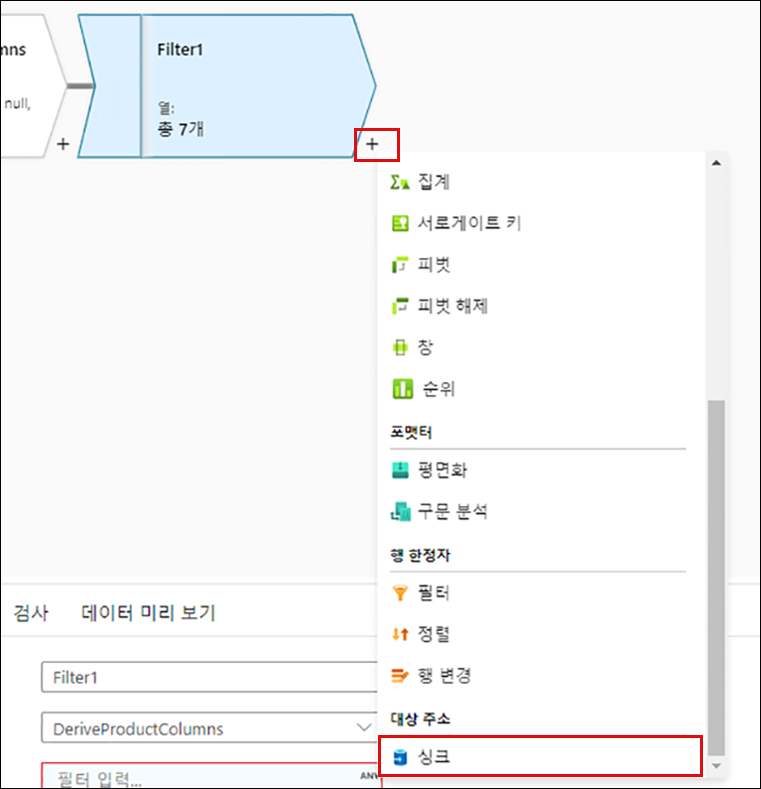 mns
null,
+
Filter1
열:
총 7개
+
집계
서로게이트 키
피벗
피벗 해제
창
순위
포맷터
평면화
구문 분석
행 한정자
필터
정렬
행 변경
대상 주소
싱크
검사 데이터 미리 보기
Filter1
DeriveProductColumns
필터 입력... ANY